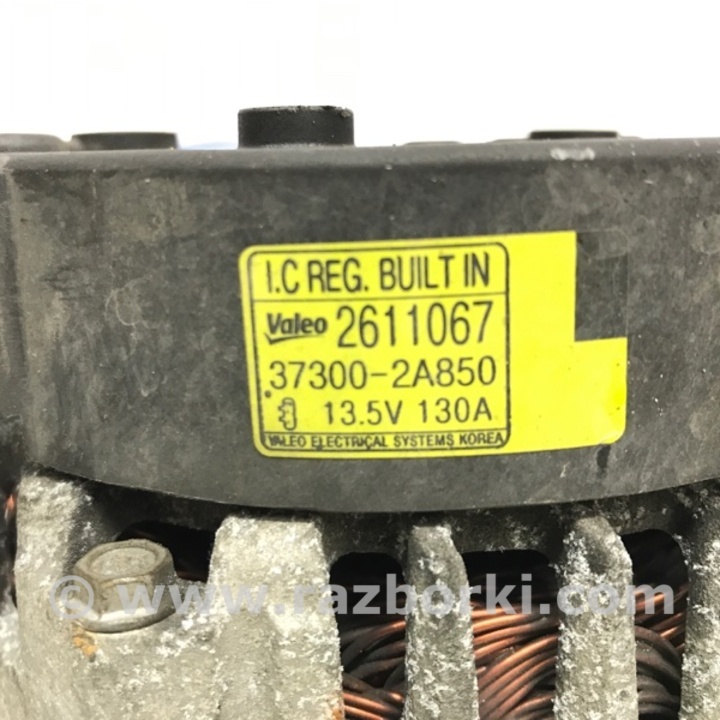 I.C REG. BUILT IN
Valeo 2611067
37300-2A850
13.5V 130A
VALEO ELECTRICAL SYSTEMS KOREA
© www.razborki.com